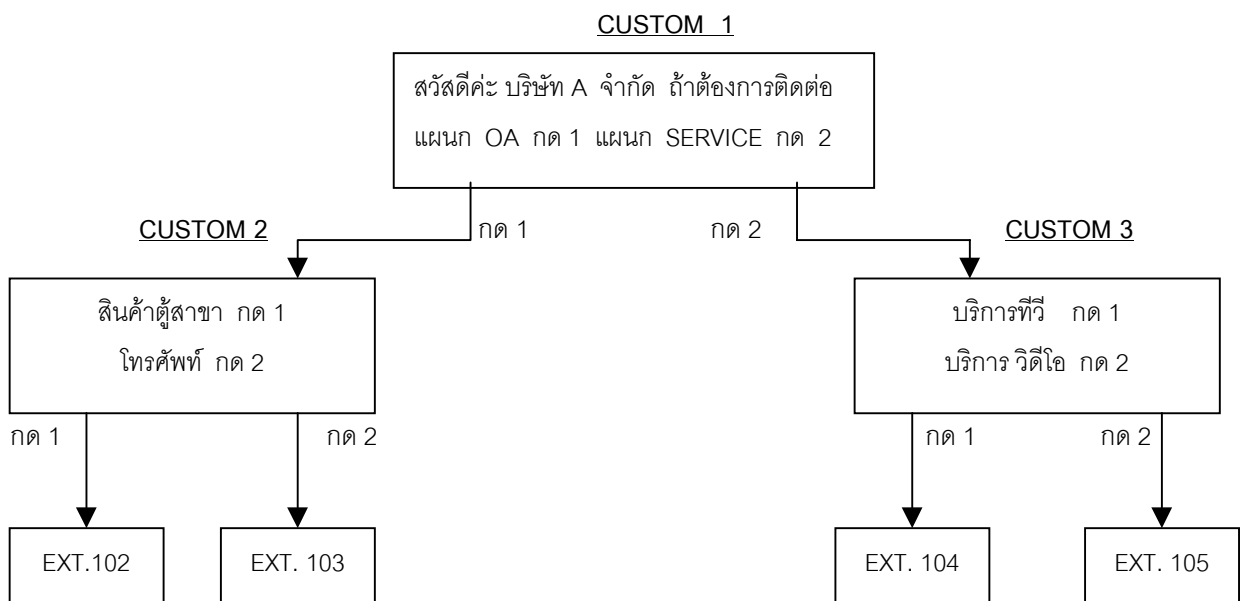 CUSTOM 1
สวัสดีค่ะ บริษัท A จำกัด ถ้าต้องการติดต่อ
แผนก OA กด 1 แผนก SERVICE กด 2
CUSTOM 2
กด 1
กด 2
CUSTOM 3
สินค้าตู้สาขา กด 1
โทรศัพท์ กด 2
บริการทีวี กด 1
บริการ วิดีโอ กด 2
กด 1
กด 2
กด 1
กด 2
EXT.102
EXT. 103
EXT. 104
EXT. 105